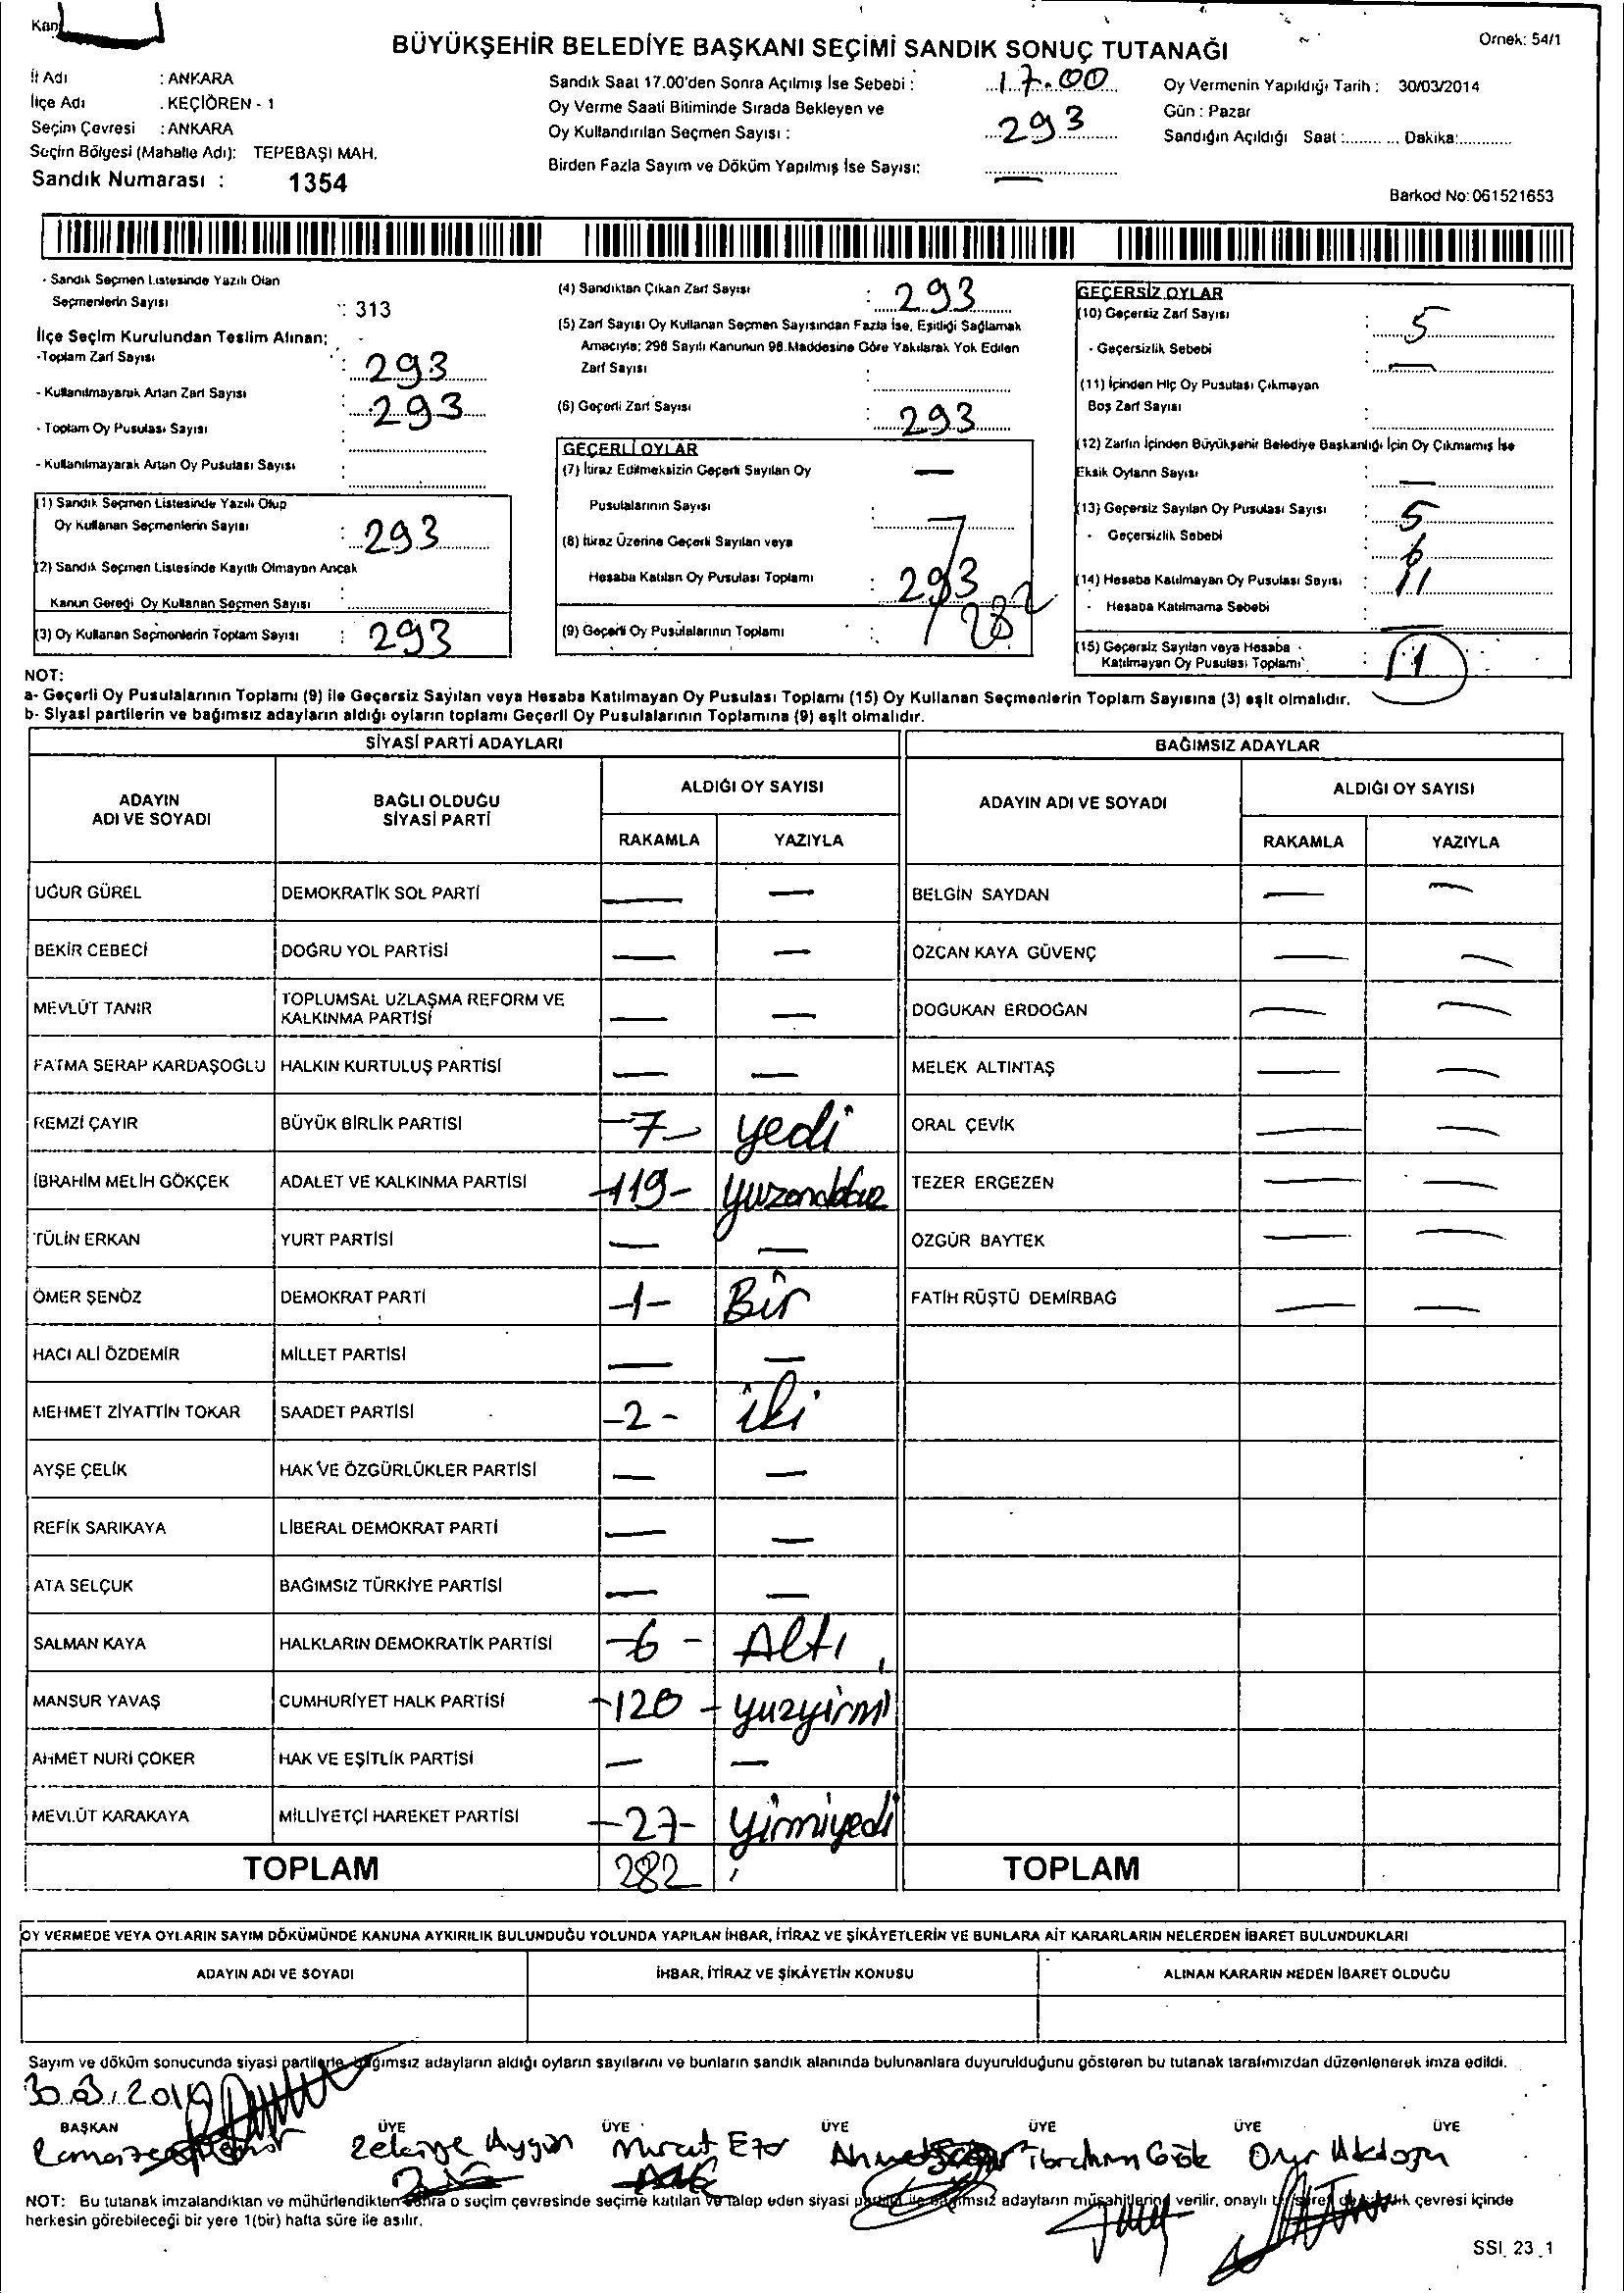 BÜYÜKŞEHİR BELEDİYE BAŞKANI SEÇİMİ SANDIK SONUÇ TUTANAĞI
Örnek: 54/1
İl Adı : ANKARA
İlçe Adı : KEÇİÖREN - 1
Seçim Çevresi : ANKARA
Seçim Bölgesi (Mahalle Adı): TEPEBAŞI MAH.
Sandık Numarası : 1354
Sandık Saat 17.00'den Sonra Açılmış İse Sebebi : 17.00
Oy Verme Saati Bitiminde Sırada Bekleyen ve
Oy Kullandırılan Seçmen Sayısı : 293
Birden Fazla Sayım ve Döküm Yapılmış İse Sayısı: —
Oy Vermenin Yapıldığı Tarih : 30/03/2014
Gün : Pazar
Sandığın Açıldığı Saat :............ Dakika:............
Barkod No: 061521653
- Sandık Seçmen Listesinde Yazılı Olan
Seçmenlerin Sayısı : 313
İlçe Seçim Kurulundan Teslim Alınan;
-Toplam Zarf Sayısı : 293
- Kullanılmayarak Artan Zarf Sayısı : 293
- Toplam Oy Pusulası Sayısı :
- Kullanılmayarak Artan Oy Pusulası Sayısı :
(1) Sandık Seçmen Listesinde Yazılı Olup
Oy Kullanan Seçmenlerin Sayısı : 293
(2) Sandık Seçmen Listesinde Kayıtlı Olmayan Ancak
Kanun Gereği Oy Kullanan Seçmen Sayısı :
(3) Oy Kullanan Seçmenlerin Toplam Sayısı : 293
(4) Sandıktan Çıkan Zarf Sayısı : 293
(5) Zarf Sayısı Oy Kullanan Seçmen Sayısından Fazla İse, Eşitliği Sağlamak
Amacıyla; 298 Sayılı Kanunun 98.Maddesine Göre Yakılarak Yok Edilen
Zarf Sayısı :
(6) Geçerli Zarf Sayısı : 293
GEÇERLİ OYLAR
(7) İtiraz Edilmeksizin Geçerli Sayılan Oy —
Pusulalarının Sayısı :
(8) İtiraz Üzerine Geçerli Sayılan veya
Hesaba Katılan Oy Pusulası Toplamı : 293
(9) Geçerli Oy Pusulalarının Toplamı : 282
GEÇERSİZ OYLAR
(10) Geçersiz Zarf Sayısı : 5
- Geçersizlik Sebebi : —
(11) İçinden Hiç Oy Pusulası Çıkmayan
Boş Zarf Sayısı :
(12) Zarfın İçinden Büyükşehir Belediye Başkanlığı İçin Oy Çıkmamış İse
Eksik Oyların Sayısı : —
(13) Geçersiz Sayılan Oy Pusulası Sayısı : 5
- Geçersizlik Sebebi : 6
(14) Hesaba Katılmayan Oy Pusulası Sayısı : 11
- Hesaba Katılmama Sebebi : —
(15) Geçersiz Sayılan veya Hesaba
Katılmayan Oy Pusulası Toplamı : 11
NOT:
a- Geçerli Oy Pusulalarının Toplamı (9) ile Geçersiz Sayılan veya Hesaba Katılmayan Oy Pusulası Toplamı (15) Oy Kullanan Seçmenlerin Toplam Sayısına (3) eşit olmalıdır.
b- Siyasi partilerin ve bağımsız adayların aldığı oyların toplamı Geçerli Oy Pusulalarının Toplamına (9) eşit olmalıdır.
SİYASİ PARTİ ADAYLARI BAĞIMSIZ ADAYLAR
ADAYIN ADI VE SOYADI BAĞLI OLDUĞU SİYASİ PARTİ ALDIĞI OY SAYISI ADAYIN ADI VE SOYADI ALDIĞI OY SAYISI
RAKAMLA YAZIYLA RAKAMLA YAZIYLA
UĞUR GÜREL DEMOKRATİK SOL PARTİ — — BELGİN SAYDAN — —
BEKİR CEBECİ DOĞRU YOL PARTİSİ — — ÖZCAN KAYA GÜVENÇ — —
MEVLÜT TANIR TOPLUMSAL UZLAŞMA REFORM VE KALKINMA PARTİSİ — — DOĞUKAN ERDOĞAN — —
FATMA SERAP KARDAŞOĞLU HALKIN KURTULUŞ PARTİSİ — — MELEK ALTINTAŞ — —
REMZİ ÇAYIR BÜYÜK BİRLİK PARTİSİ -7- yedi ORAL ÇEVİK — —
İBRAHİM MELİH GÖKÇEK ADALET VE KALKINMA PARTİSİ -119- TEZER ERGEZEN — —
TÜLİN ERKAN YURT PARTİSİ — — ÖZGÜR BAYTEK — —
ÖMER ŞENÖZ DEMOKRAT PARTİ -1- Bir FATİH RÜŞTÜ DEMİRBAĞ — —
HACI ALİ ÖZDEMİR MİLLET PARTİSİ — —
MEHMET ZİYATTİN TOKAR SAADET PARTİSİ -2- iki
AYŞE ÇELİK HAK VE ÖZGÜRLÜKLER PARTİSİ — —
REFİK SARIKAYA LİBERAL DEMOKRAT PARTİ — —
ATA SELÇUK BAĞIMSIZ TÜRKİYE PARTİSİ — —
SALMAN KAYA HALKLARIN DEMOKRATİK PARTİSİ -6- Altı
MANSUR YAVAŞ CUMHURİYET HALK PARTİSİ -120- yuzyirmi
AHMET NURİ ÇOKER HAK VE EŞİTLİK PARTİSİ — —
MEVLÜT KARAKAYA MİLLİYETÇİ HAREKET PARTİSİ -27- yirmiyedi
TOPLAM 282 TOPLAM
OY VERMEDE VEYA OYLARIN SAYIM DÖKÜMÜNDE KANUNA AYKIRILIK BULUNDUĞU YOLUNDA YAPILAN İHBAR, İTİRAZ VE ŞİKÂYETLERİN VE BUNLARA AİT KARARLARIN NELERDEN İBARET BULUNDUKLARI
ADAYIN ADI VE SOYADI İHBAR, İTİRAZ VE ŞİKÂYETİN KONUSU ALINAN KARARIN NEDEN İBARET OLDUĞU
Sayım ve döküm sonucunda siyasi partilerle bağımsız adayların aldığı oyların sayılarını ve bunların sandık alanında bulunanlara duyurulduğunu gösteren bu tutanak tarafımızdan düzenlenerek imza edildi.
BAŞKAN ÜYE ÜYE ÜYE ÜYE ÜYE ÜYE
Zekiye Aygün Murat Ahmet İbrahim Gök Onur
NOT: Bu tutanak imzalandıktan ve mühürlendikten sonra o seçim çevresinde seçime katılan ve talep eden siyasi partiler ile bağımsız adayların müşahitlerine verilir, onaylı bir sureti de sandık çevresi içinde
herkesin görebileceği bir yere 1(bir) hafta süre ile asılır.
SSI_23_1